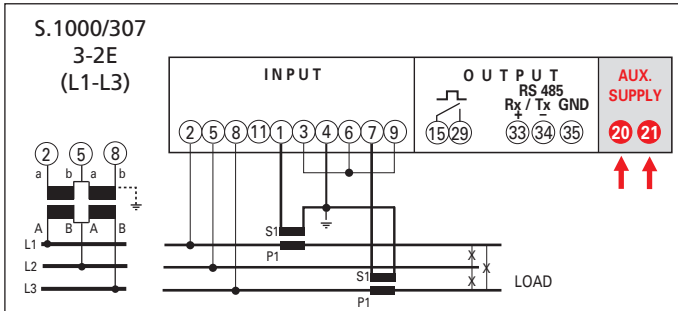 S.1000/307
3-2E
(L1-L3)
INPUT
OUTPUT
RS 485
Rx / Tx GND
+ −
AUX.
SUPPLY
2 5 8 11 1 3 4 6 7 9
15 29 33 34 35
20 21
2 5 8
a b a b
A B A B
L1
L2
L3
S1
P1
S1
P1
X
X
X
LOAD